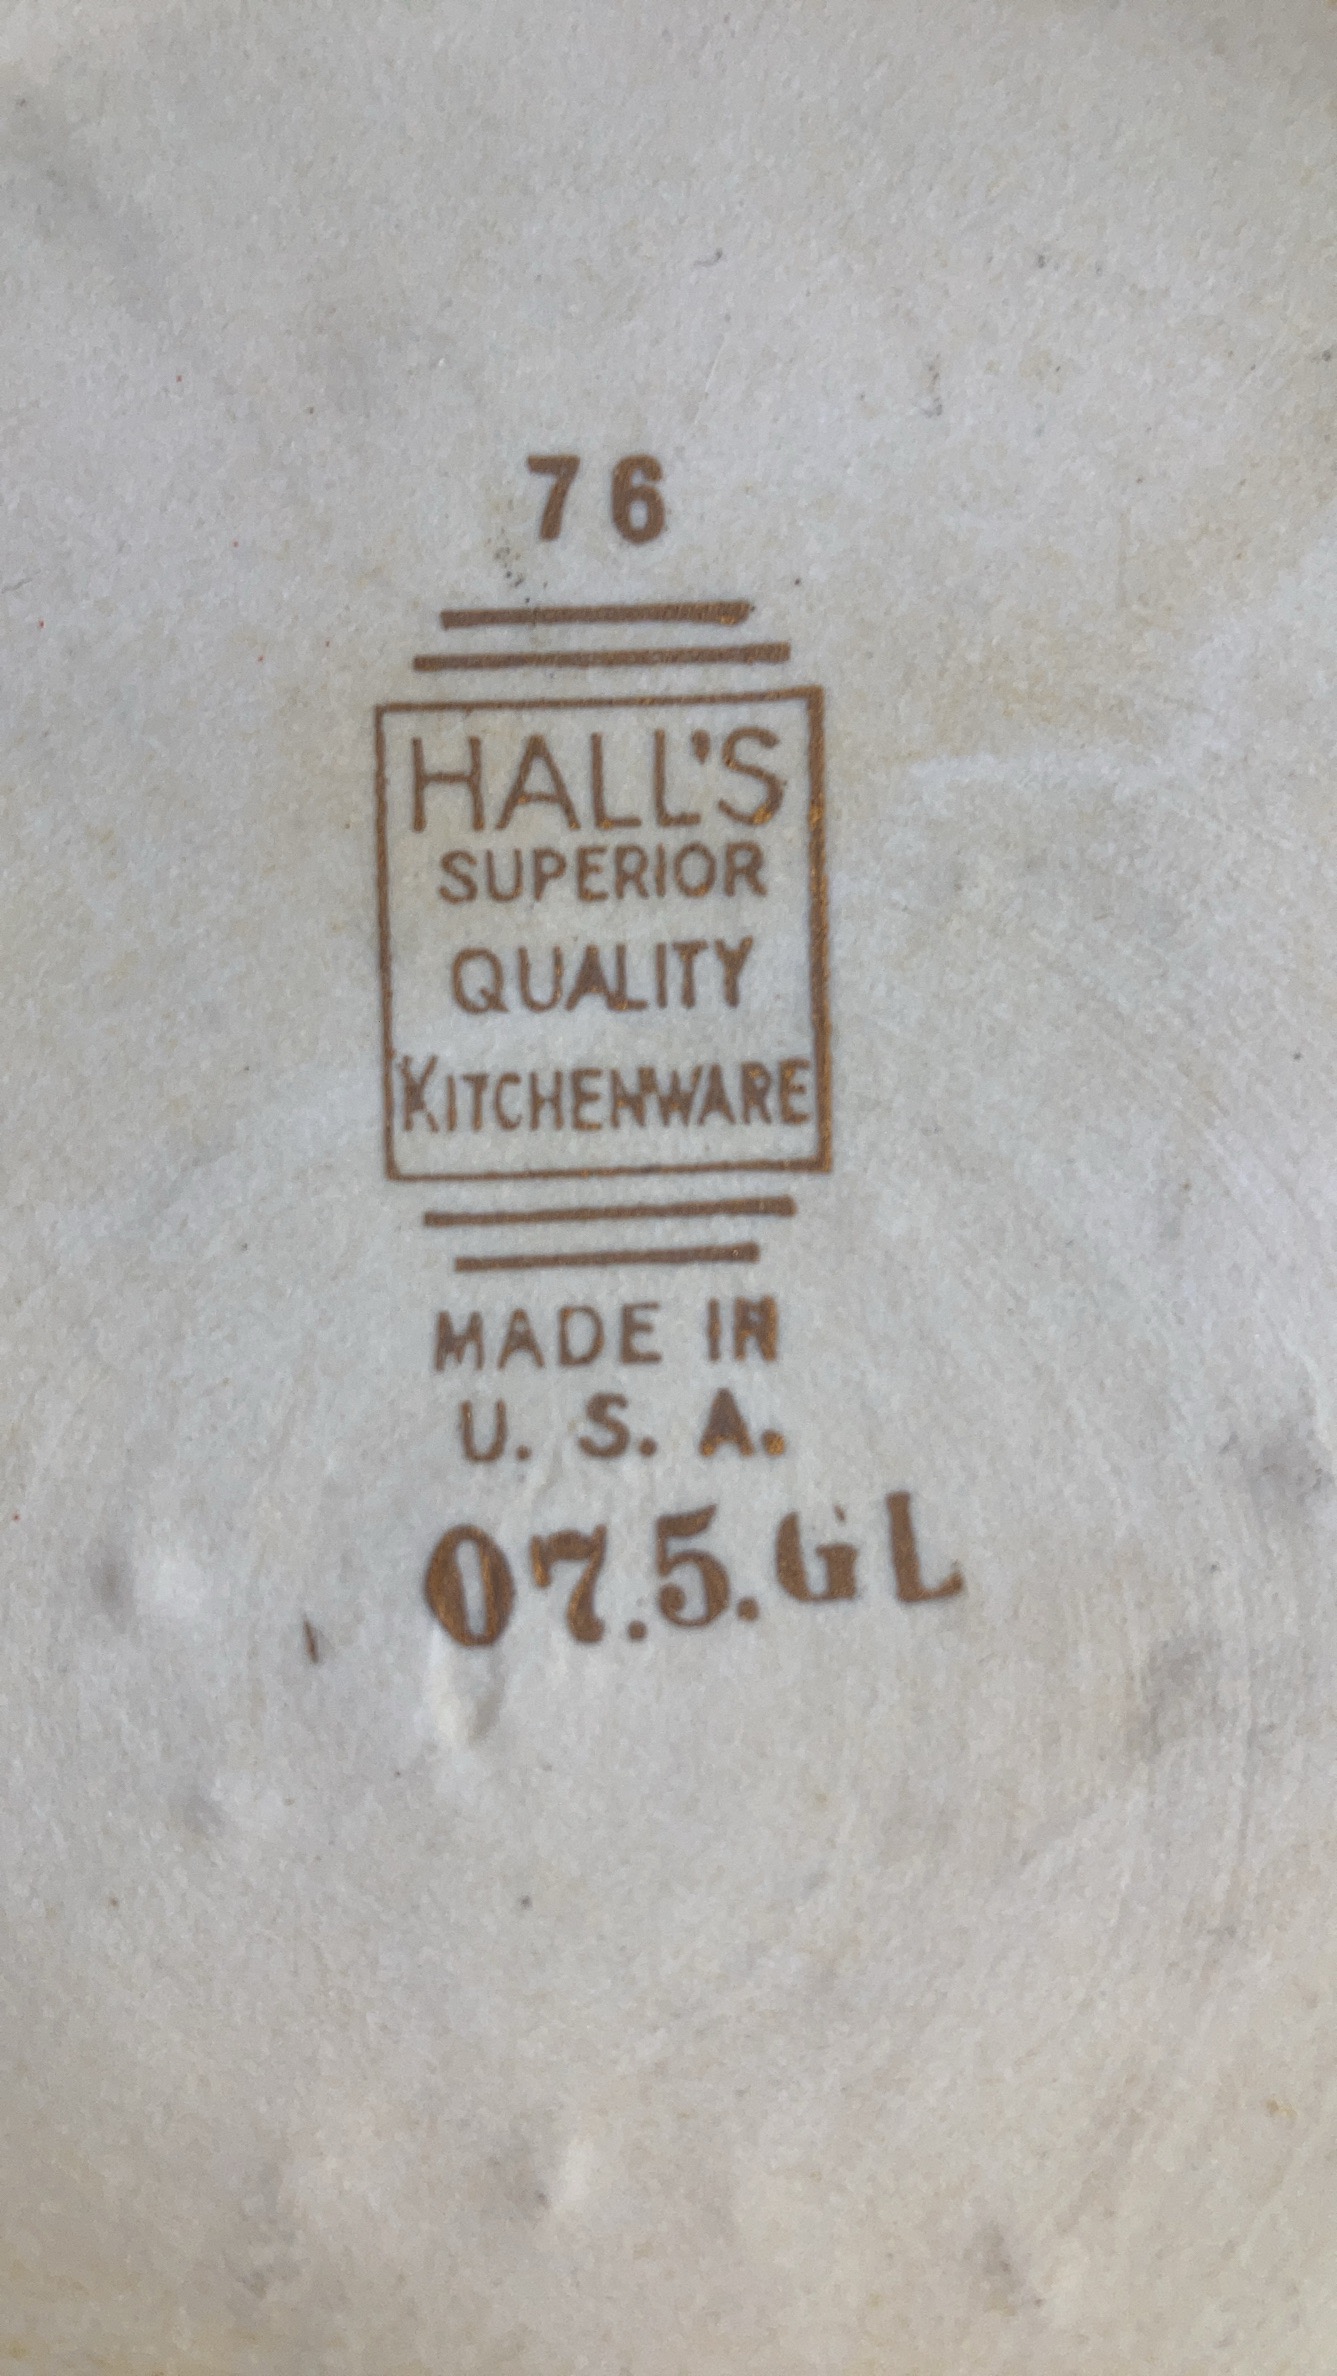 76
HALL'S
SUPERIOR
QUALITY
KITCHENWARE
MADE IN
U. S. A.
07.5.GL